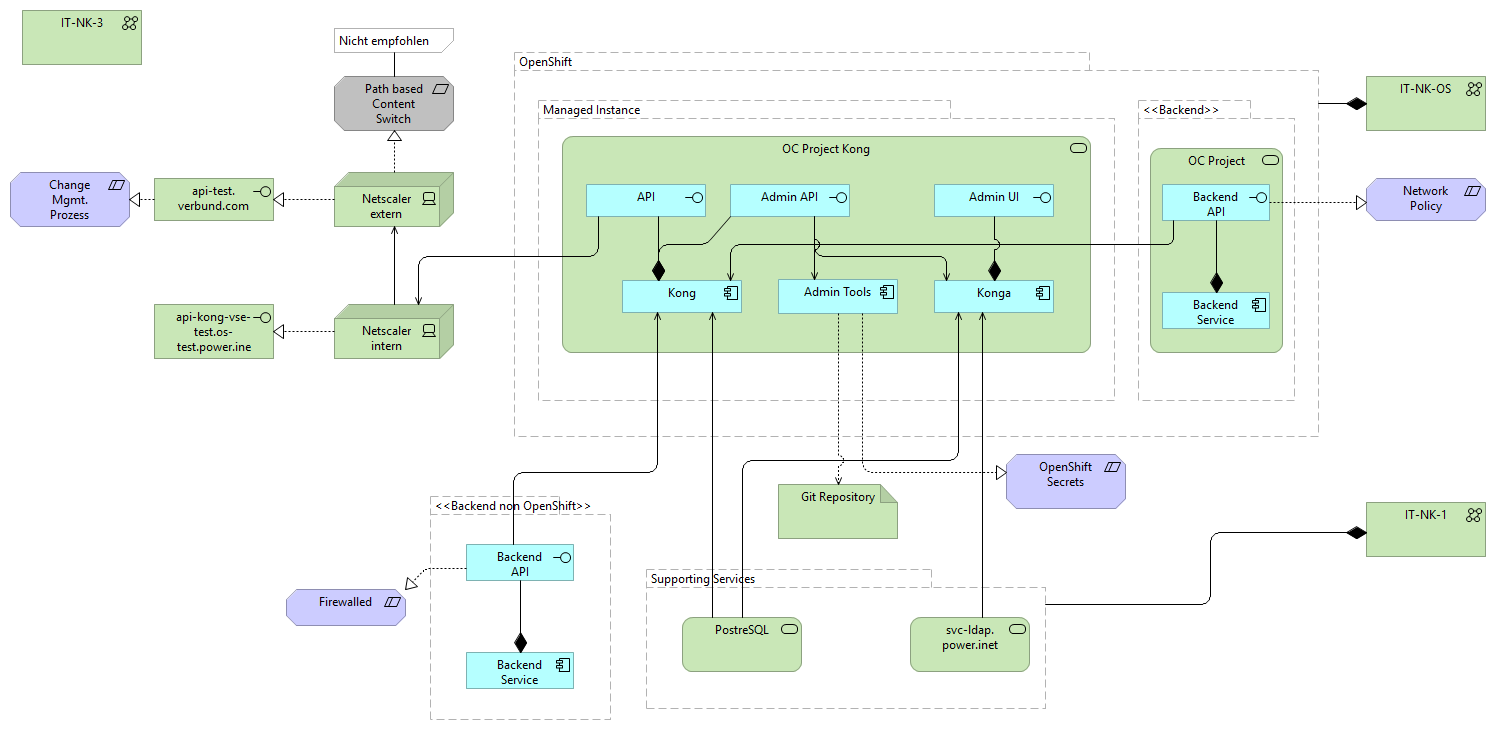 IT-NK-3
Nicht empfohlen
OpenShift
Path based
Content
Switch
IT-NK-OS
Managed Instance
<<Backend>>
OC Project Kong
OC Project
Change
Mgmt.
Prozess
api-test.
verbund.com
Netscaler
extern
API
Admin API
Admin UI
Backend
API
Network
Policy
Kong
Admin Tools
Konga
Backend
Service
api-kong-vse-
test.os-
test.power.ine
Netscaler
intern
OpenShift
Secrets
Git Repository
<<Backend non OpenShift>>
IT-NK-1
Backend
API
Supporting Services
Firewalled
PostreSQL
svc-ldap.
power.inet
Backend
Service